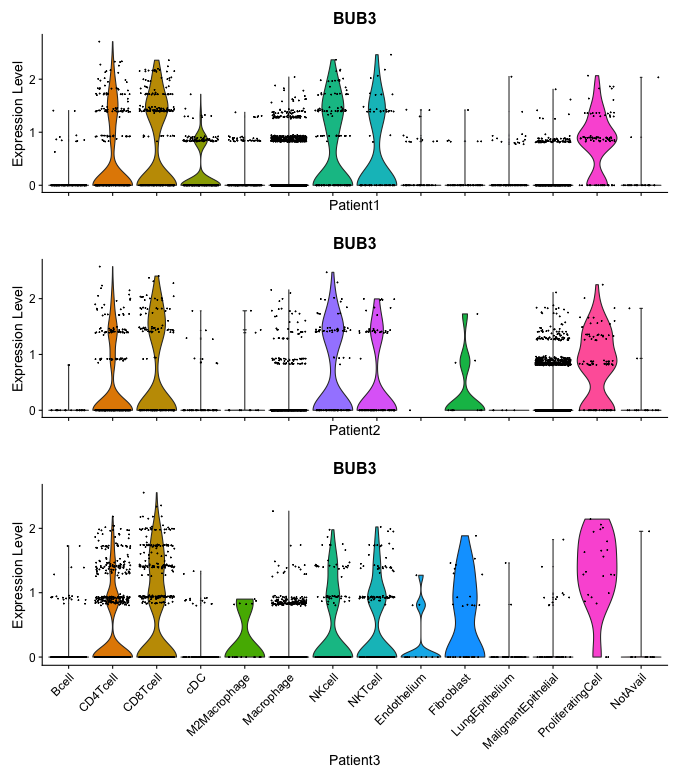 BUB3
Expression Level
2
1
0
Patient1
BUB3
Expression Level
2
1
0
Patient2
BUB3
Expression Level
2
1
0
Bcell
CD4Tcell
CD8Tcell
cDC
M2Macrophage
Macrophage
NKcell
NKTcell
Endothelium
Fibroblast
LungEpithelium
MalignantEpithelial
ProliferatingCell
NotAvail
Patient3